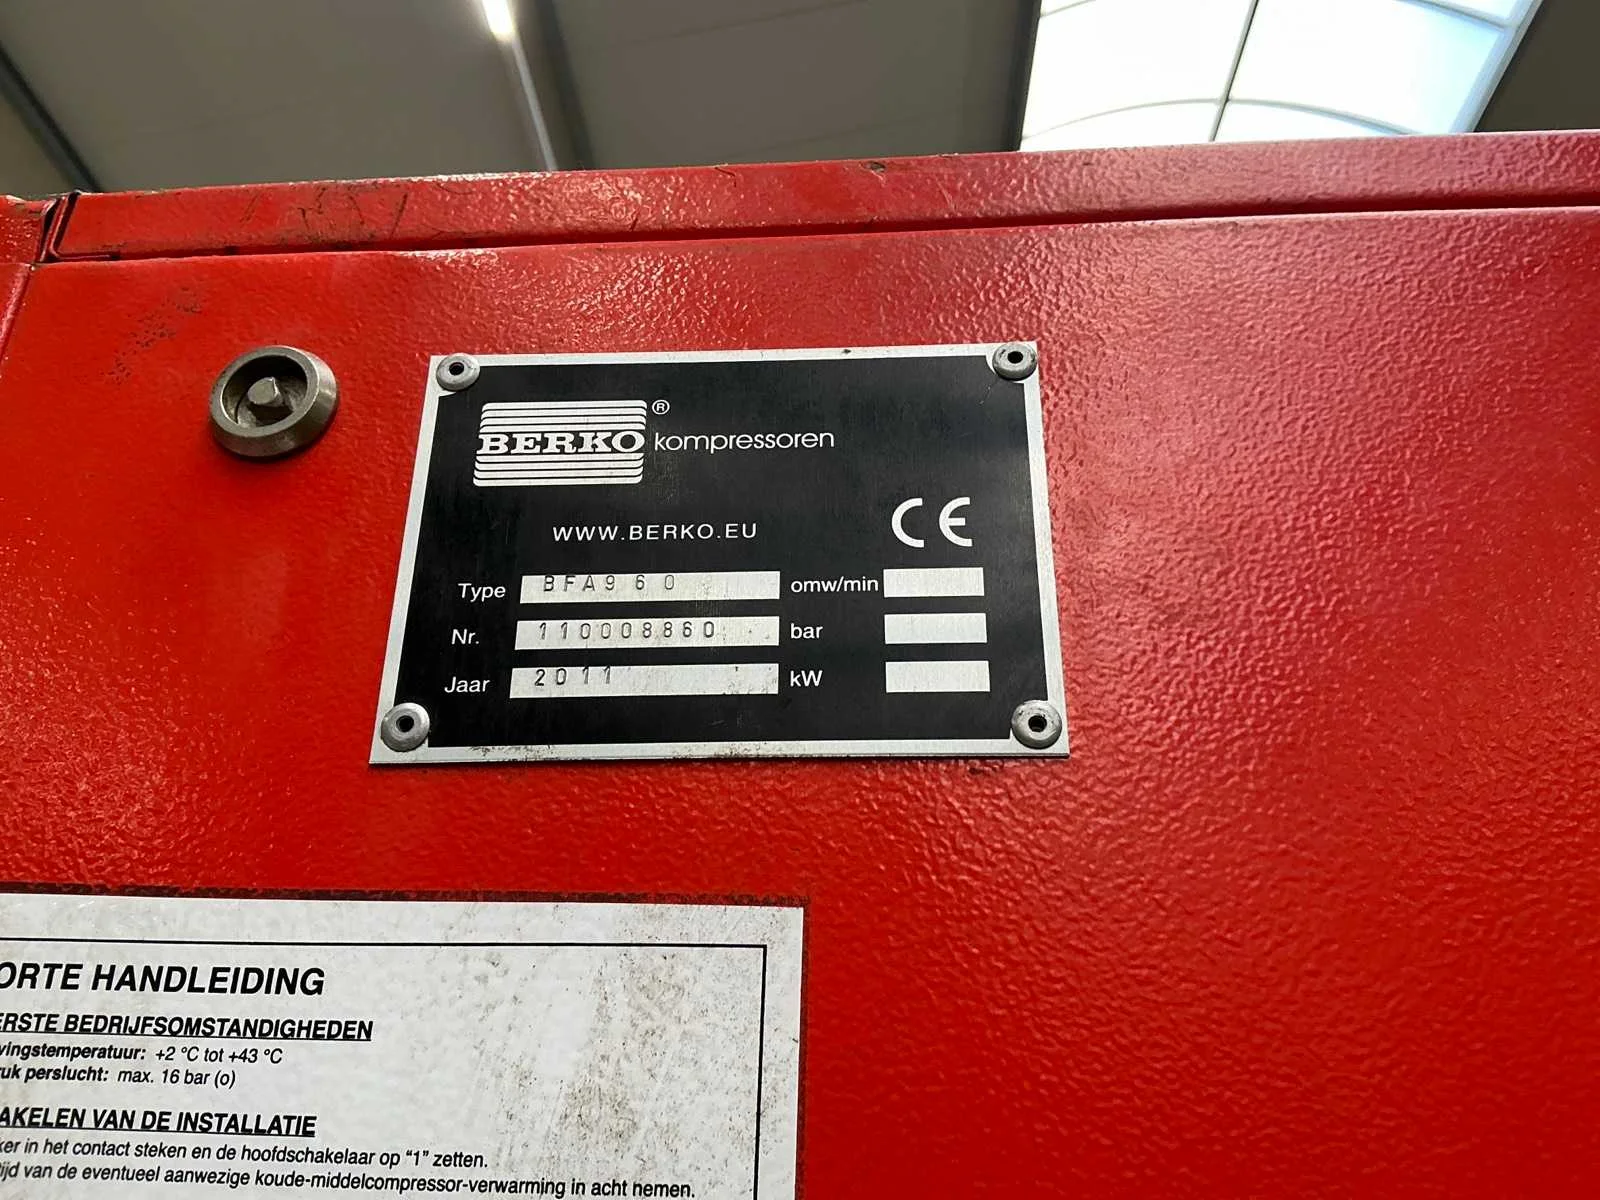 BERKO® kompressoren
WWW.BERKO.EU
CE
Type BFA960 omw/min
Nr. 110008860 bar
Jaar 2011 kW
ORTE HANDLEIDING
ERSTE BEDRIJFSOMSTANDIGHEDEN
vingstemperatuur: +2 °C tot +43 °C
ruk perslucht: max. 16 bar (o)
AKELEN VAN DE INSTALLATIE
ker in het contact steken en de hoofdschakelaar op “1” zetten.
tijd van de eventueel aanwezige koude-middelcompressor-verwarming in acht nemen.